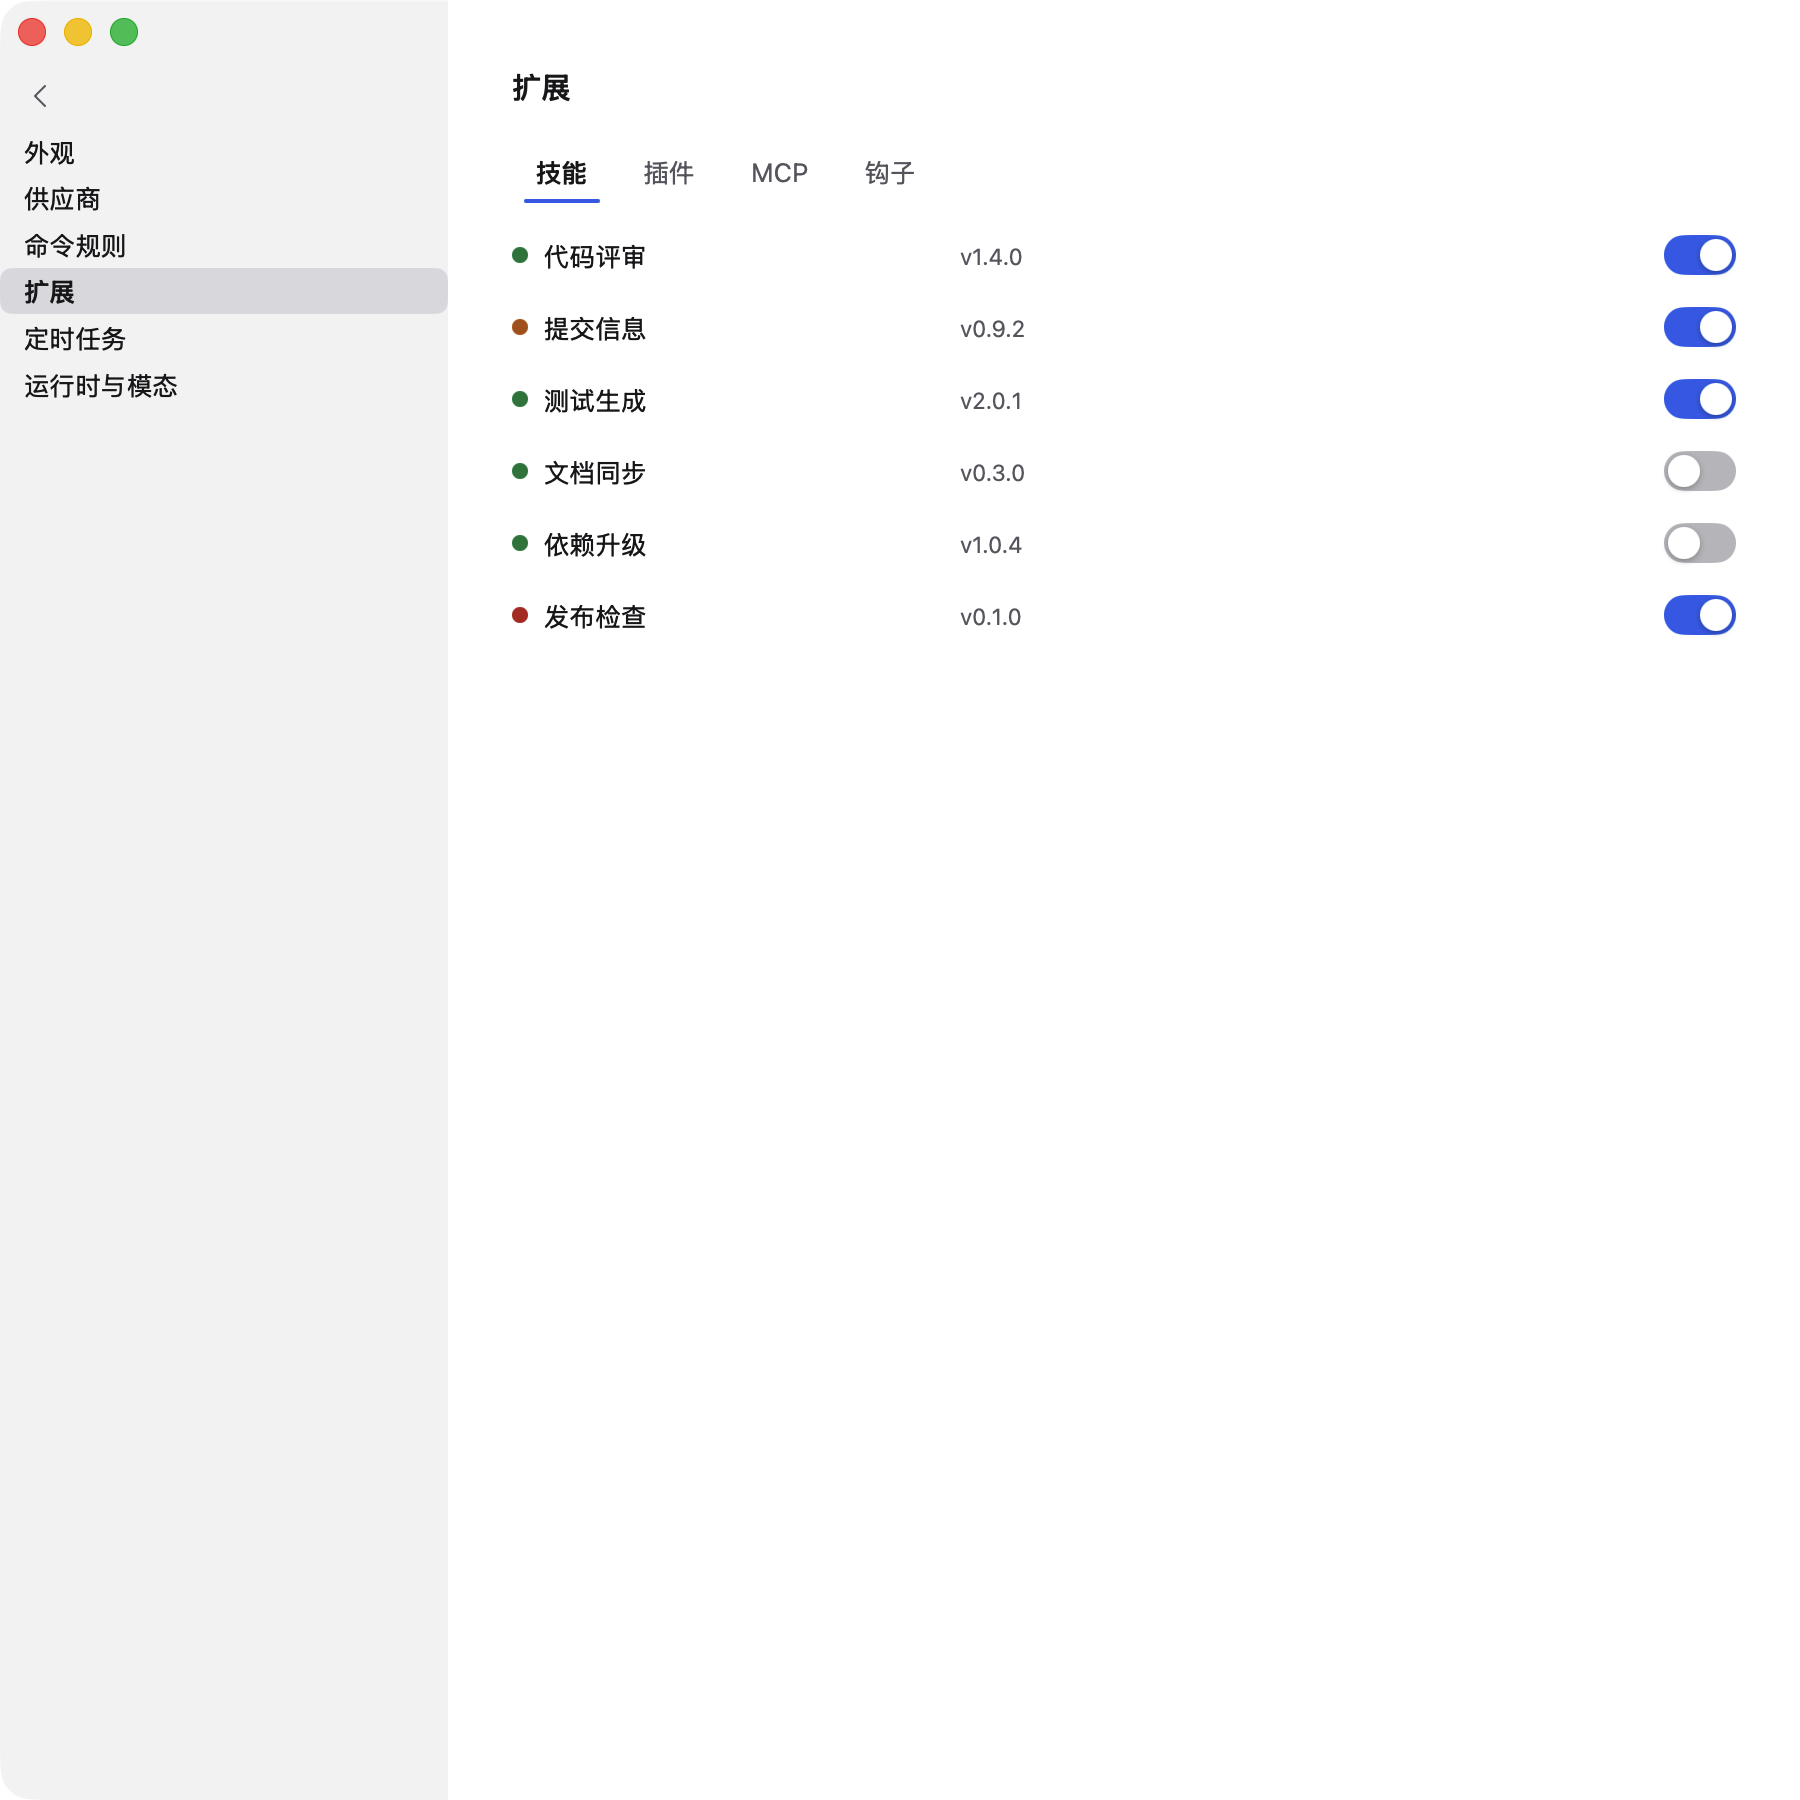 外观
供应商
命令规则
扩展
定时任务
运行时与模态
扩展
技能 插件 MCP 钩子
代码评审 v1.4.0
提交信息 v0.9.2
测试生成 v2.0.1
文档同步 v0.3.0
依赖升级 v1.0.4
发布检查 v0.1.0